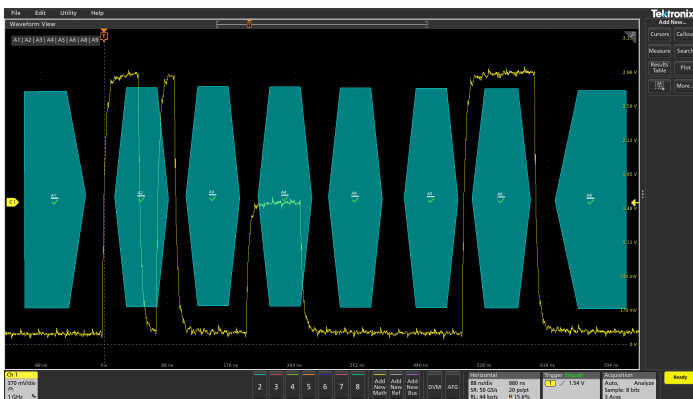 File Edit Utility Help
Tektronix
Waveform View
Add New...
A1 | A2 | A3 | A4 | A5 | A6 | A8 | A9
T
Cursors
Callou
Measure
Search
Results Table
Plot
More...
2.96 V
2.59 V
2.22 V
1.85 V
1.48 V
1.11 V
740 mV
370 mV
0 V
A1
A2
A3
A4
A5
A6
A8
C1
-88 ns
0 s
88 ns
176 ns
264 ns
352 ns
440 ns
528 ns
616 ns
704 ns
Ch 1
370 mV/div
1 GHz
2 3 4 5 6 7 8
Add New Math
Add New Ref
Add New Bus
DVM
AFG
Horizontal
88 ns/div 880 ns
SR: 50 GS/s 20 ps/pt
RL: 44 kpts 15.6%
Trigger
1 1.54 V
Acquisition
Auto, Analyze
Sample: 8 bits
3 Acqs
Ready